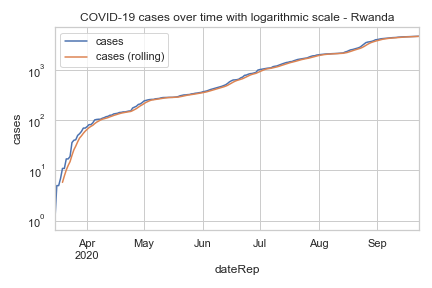 COVID-19 cases over time with logarithmic scale - Rwanda
cases
cases (rolling)
10³
10²
10¹
10⁰
cases
Apr
2020
May
Jun
Jul
Aug
Sep
dateRep